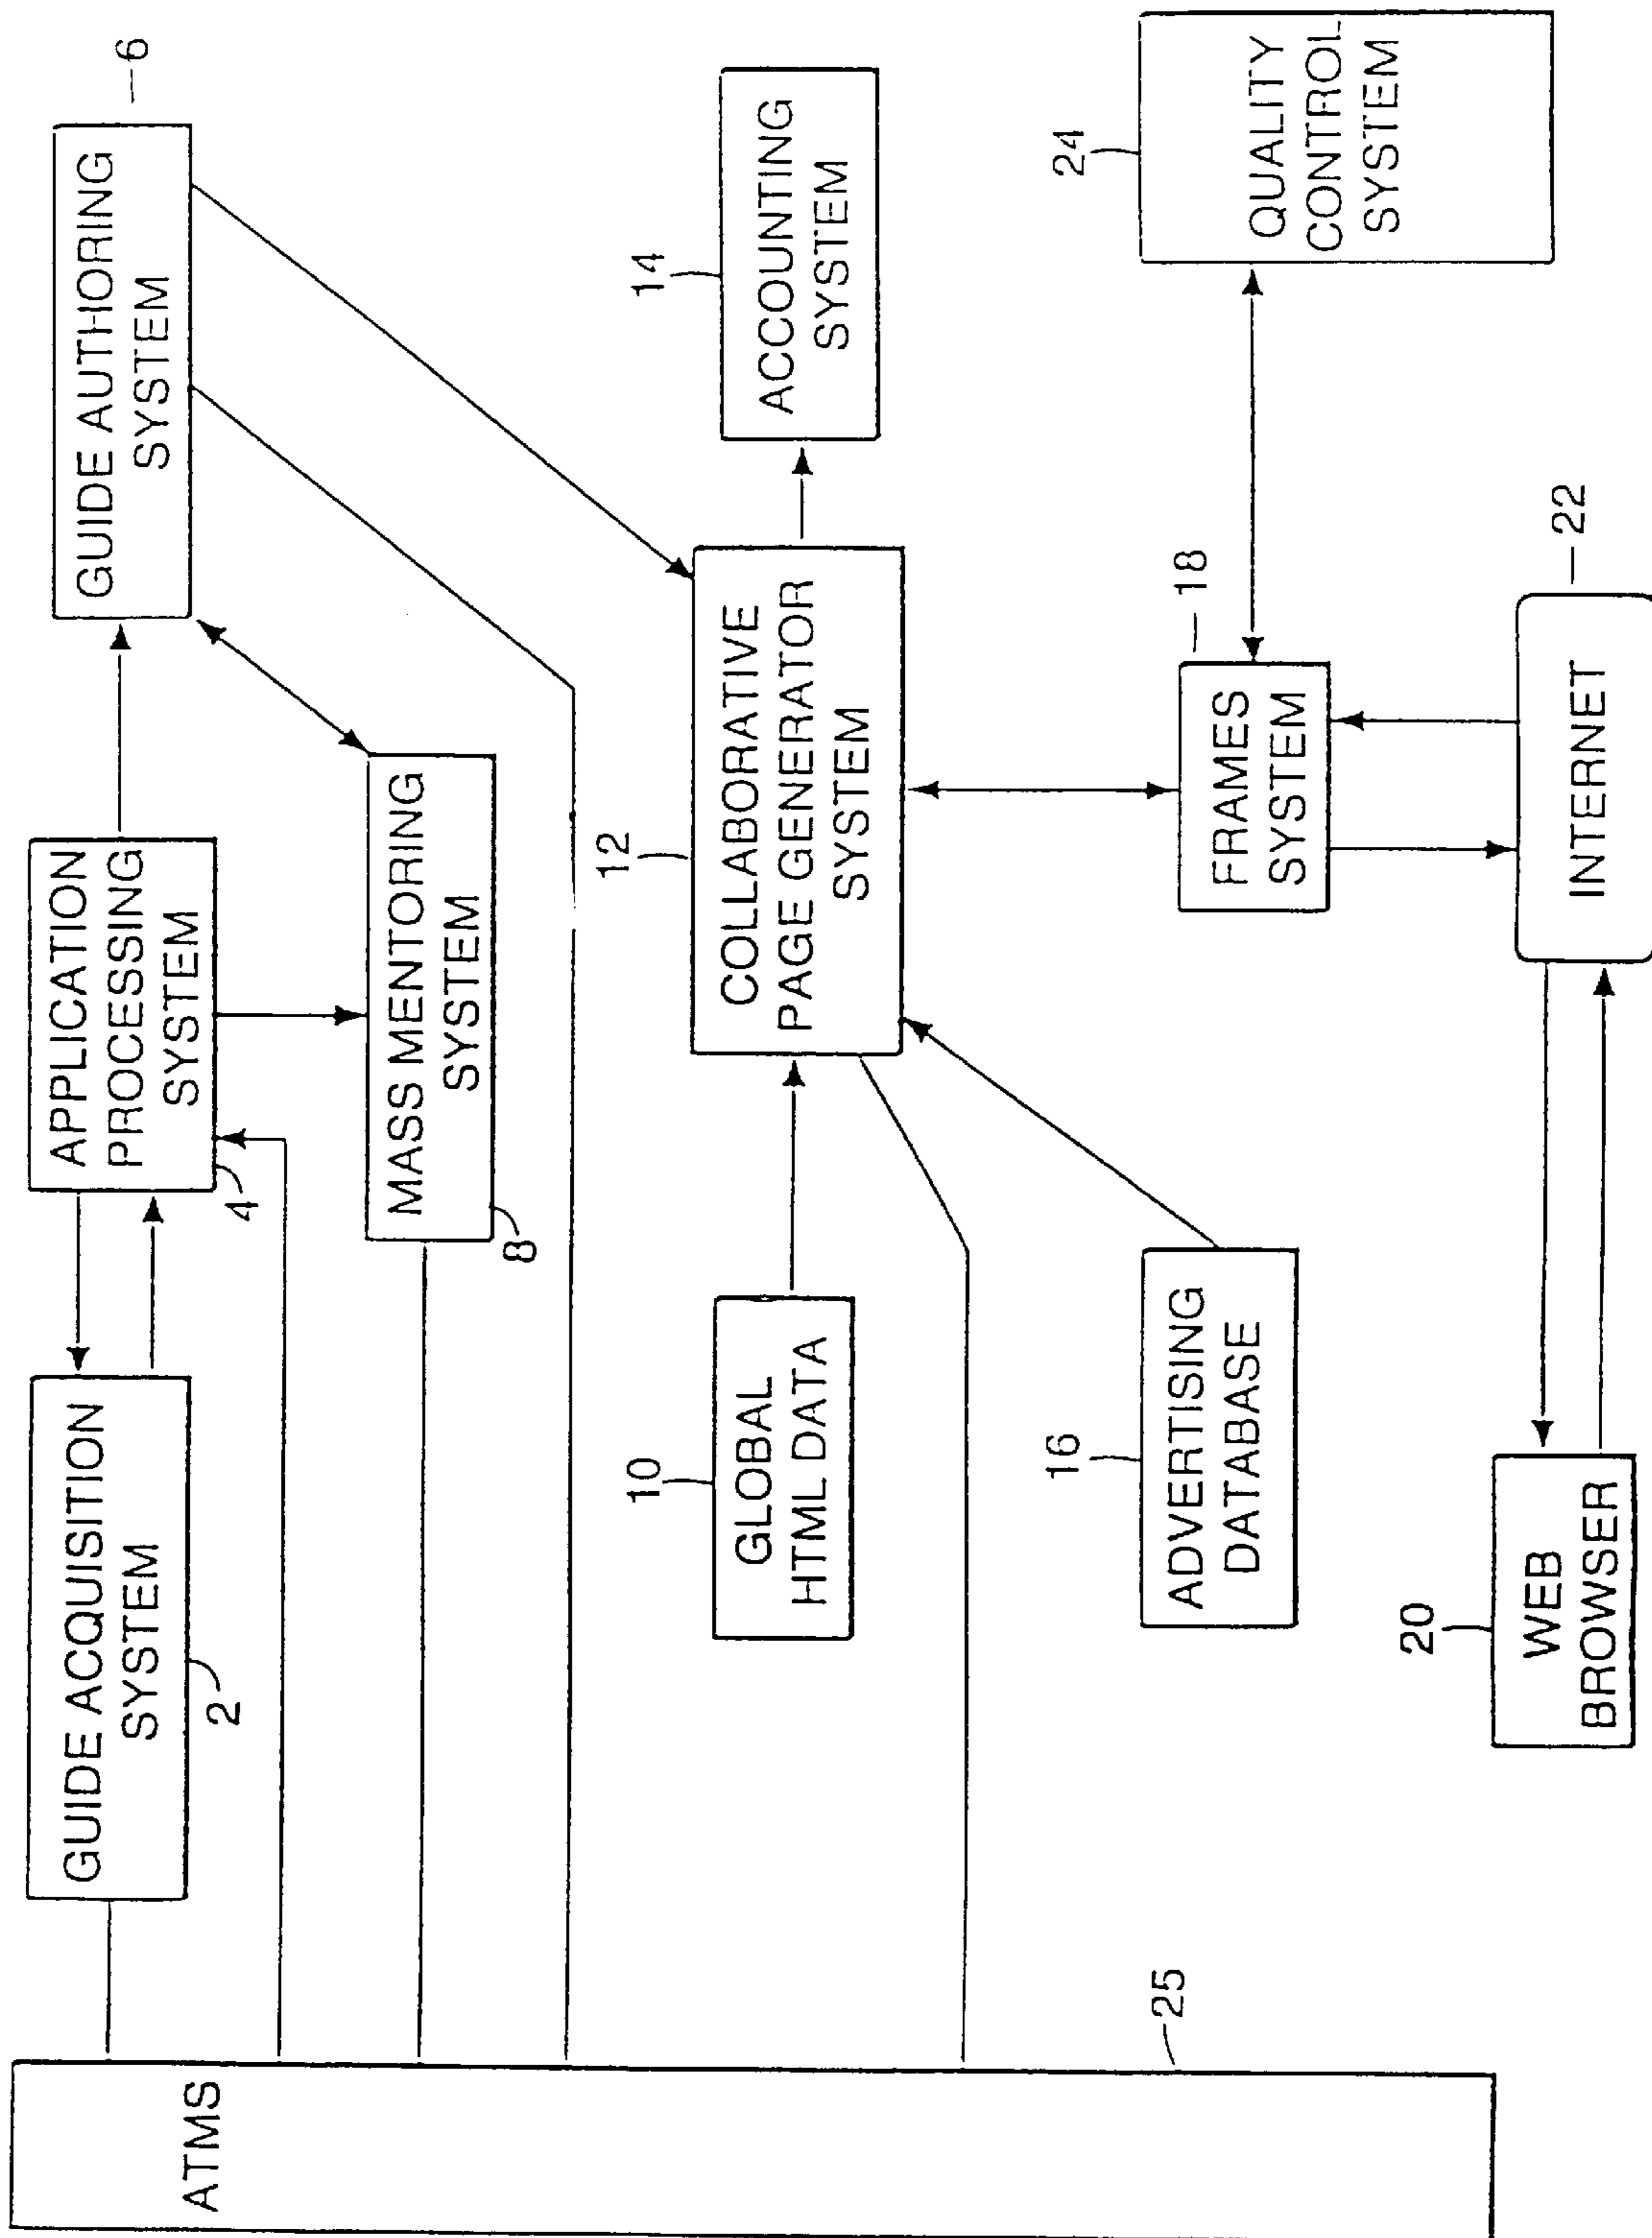 ATMS
25
GUIDE ACQUISITION
SYSTEM
2
APPLICATION
PROCESSING
SYSTEM
4
GUIDE AUTHORING
SYSTEM
6
MASS MENTORING
SYSTEM
8
GLOBAL
HTML DATA
10
COLLABORATIVE
PAGE GENERATOR
SYSTEM
12
ACCOUNTING
SYSTEM
14
ADVERTISING
DATABASE
16
FRAMES
SYSTEM
18
QUALITY
CONTROL
SYSTEM
24
WEB
BROWSER
20
INTERNET
22